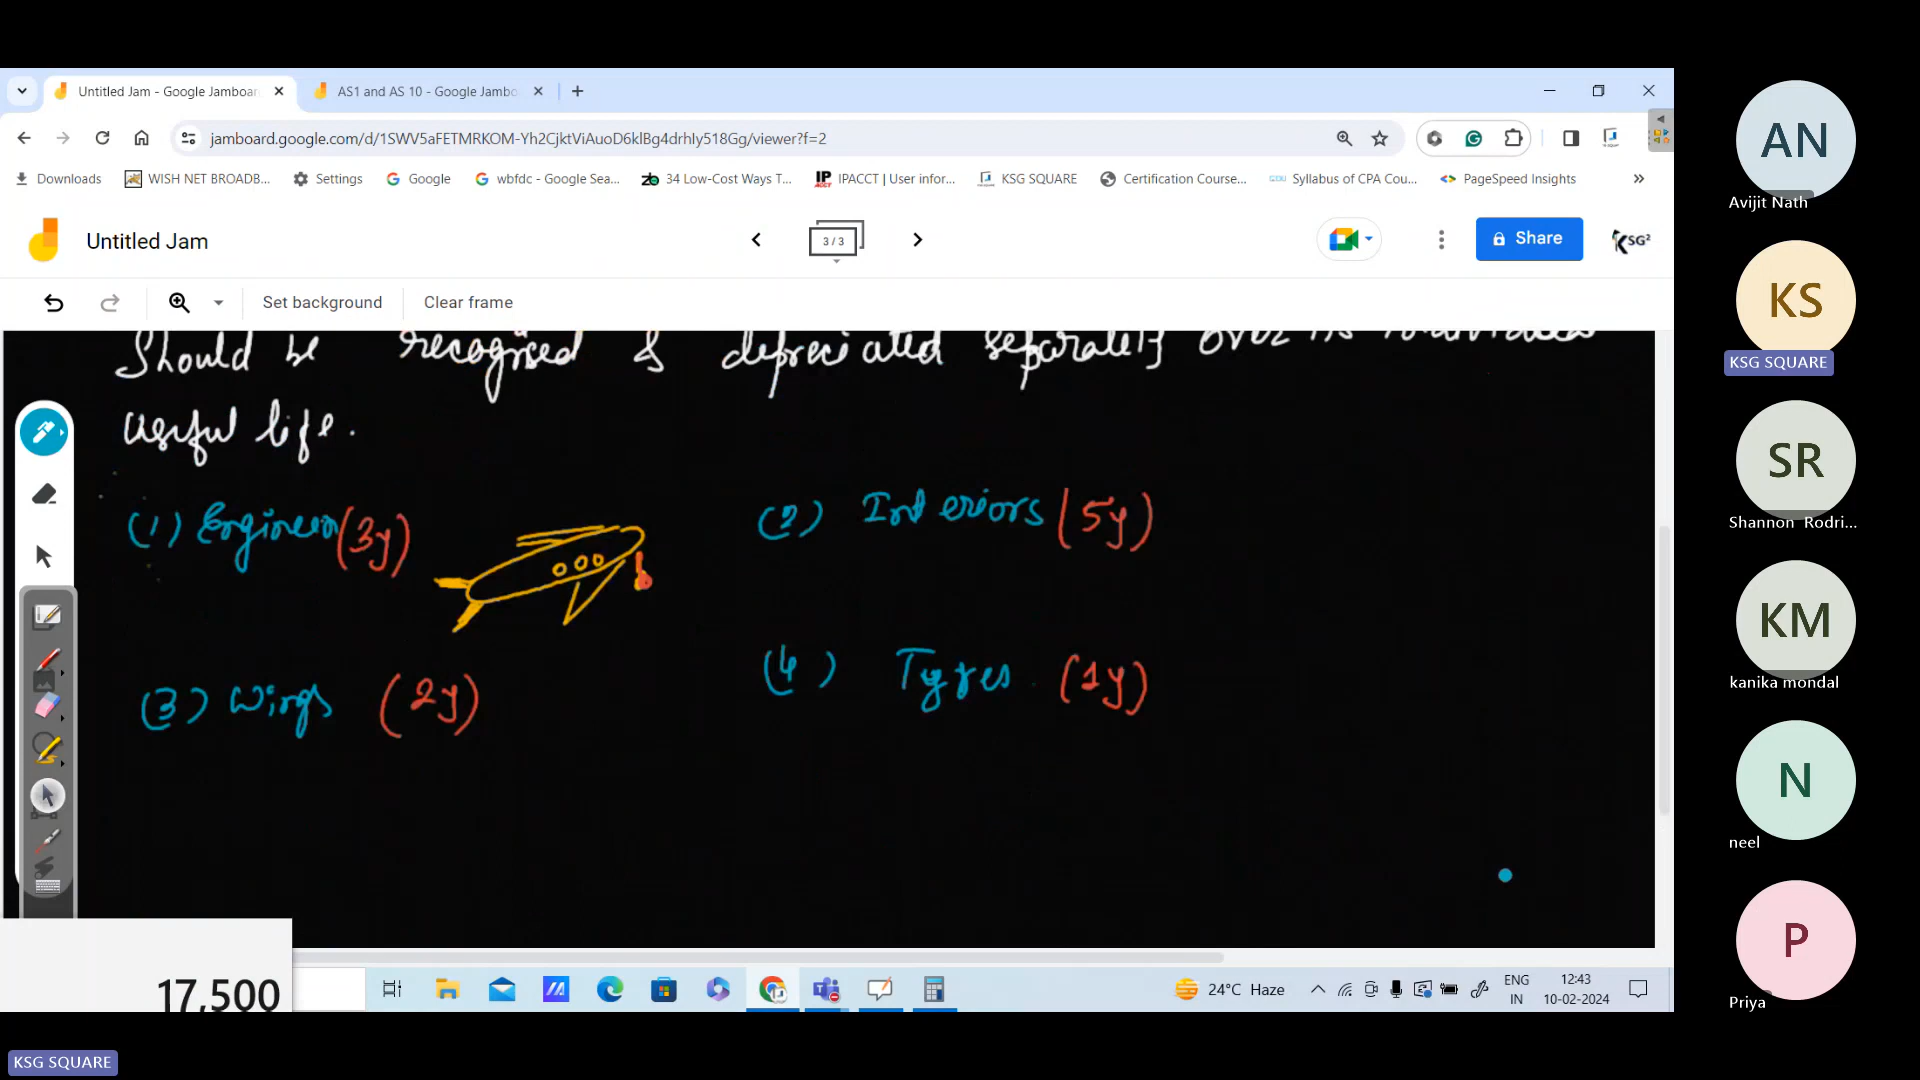 Untitled Jam - Google Jamboar
AS1 and AS 10 - Google Jambo
jamboard.google.com/d/1SWV5aFETMRKOM-Yh2CjktViAuoD6klBg4drhIy518Gg/viewer?f=2
Downloads WISH NET BROADB... Settings Google wbfdc - Google Sea... 34 Low-Cost Ways T... IPACCT | User infor... KSG SQUARE Certification Course... Syllabus of CPA Cou... PageSpeed Insights
Untitled Jam
3 / 3
Share
KSG²
Set background Clear frame
Should be recognised & depreciated separately over its
useful life.
(1) (3y)
(2) Interiors (5y)
(3) Wings (2y)
(4) Tyres (1y)
17,500
24°C Haze
ENG
IN
12:43
10-02-2024
KSG SQUARE
AN
Avijit Nath
KS
KSG SQUARE
SR
Shannon Rodri...
KM
kanika mondal
N
neel
P
Priya